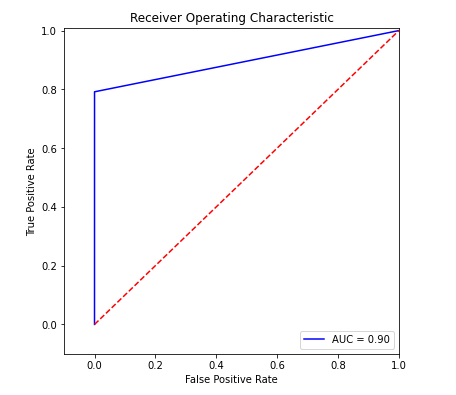 Receiver Operating Characteristic
1.0
0.8
0.6
0.4
0.2
0.0
True Positive Rate
AUC = 0.90
0.0 0.2 0.4 0.6 0.8 1.0
False Positive Rate